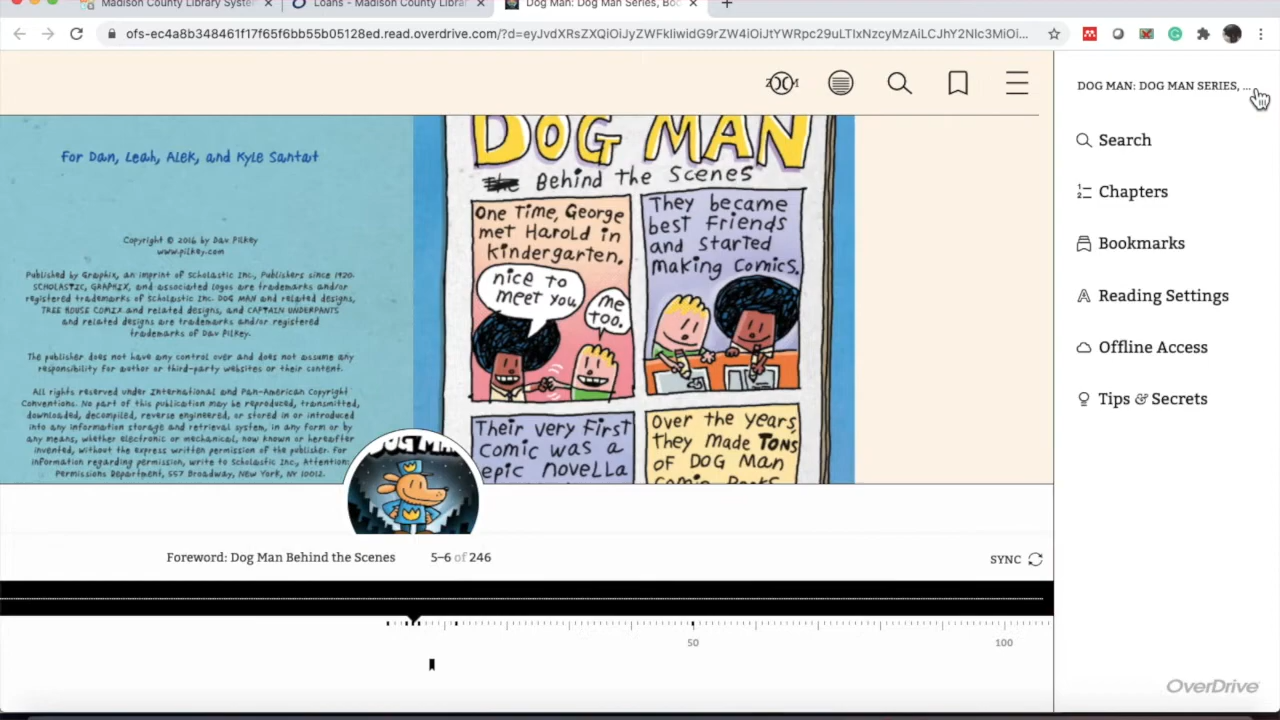 Madison County Library System
Loans - Madison County Librar
Dog Man: Dog Man Series, Boo
ofs-ec4a8b348461f17f65f6bb55b05128ed.read.overdrive.com/?d=eyJvdXRsZXQiOiJyZWFkIiwidG9rZW4iOiJtYWRpc29uLTIxNzcyMzAiLCJhY2Nlc3MiOi...
DOG MAN: DOG MAN SERIES, ...
Search
Chapters
Bookmarks
Reading Settings
Offline Access
Tips & Secrets
For Dan, Leah, Alek, and Kyle Santat
Copyright © 2016 by Dav Pilkey
www.pilkey.com
Published by Graphix, an imprint of Scholastic Inc., Publishers since 1920.
SCHOLASTIC, GRAPHIX, and associated logos are trademarks and/or
registered trademarks of Scholastic Inc. DOG MAN and related designs,
TREE HOUSE COMIX and related designs, and CAPTAIN UNDERPANTS
and related designs are trademarks and/or registered
trademarks of Dav Pilkey.
The publisher does not have any control over and does not assume any
responsibility for author or third-party websites or their content.
All rights reserved under International and Pan-American Copyright
Conventions. No part of this publication may be reproduced, transmitted,
downloaded, decompiled, reverse engineered, or stored in or introduced
into any information storage and retrieval system, in any form or by
any means, whether electronic or mechanical, now known or hereafter
invented, without the express written permission of the publisher. For
information regarding permission, write to Scholastic Inc., Attention:
Permissions Department, 557 Broadway, New York, NY 10012.
DOG MAN
Behind the Scenes
One Time, George
met Harold in
kindergarten.
nice to
meet you
me
too.
They became
best Friends
and started
making Comics.
Their very First
comic was a
epic novella
Over the years,
they made TONS
OF DOG Man
Comic Books
DOG MAN
Foreword: Dog Man Behind the Scenes
5–6 of 246
SYNC
50
100
OverDrive